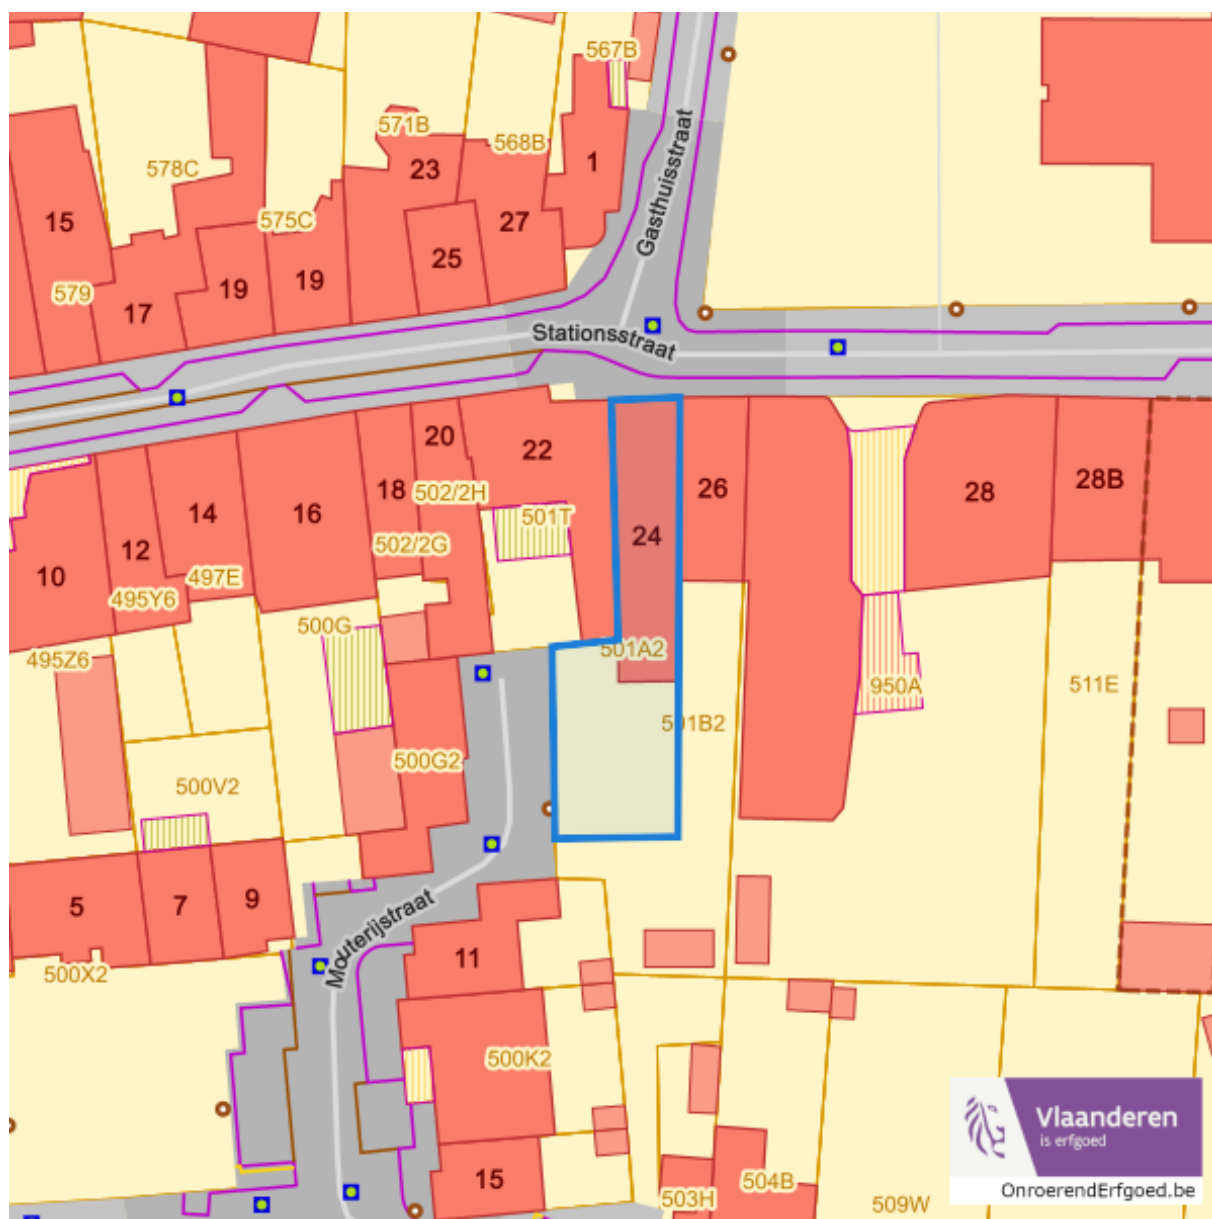 567B
571B
568B
578C
23
1
575C
15
27
25
19
19
579
17
Gasthuisstraat
Stationsstraat
20
22
18
502/2H
26
28
28B
14
16
501T
24
12
502/2G
10
497E
495Y6
500G
501A2
495Z6
950A
511E
501B2
500G2
500V2
5
7
9
Mouterijstraat
11
500X2
500K2
15
503H
504B
509W
Vlaanderen
is erfgoed
OnroerendErfgoed.be